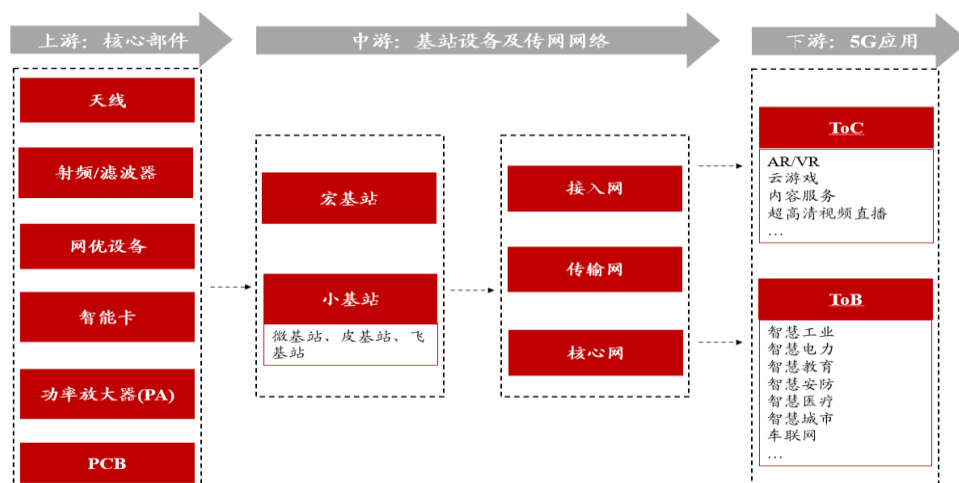 上游：核心部件
中游：基站设备及传网网络
下游：5G应用
天线
射频/滤波器
网优设备
智能卡
功率放大器(PA)
PCB
宏基站
小基站
微基站、皮基站、飞
基站
接入网
传输网
核心网
ToC
AR/VR
云游戏
内容服务
超高清视频直播
…
ToB
智慧工业
智慧电力
智慧教育
智慧安防
智慧医疗
智慧城市
车联网
…